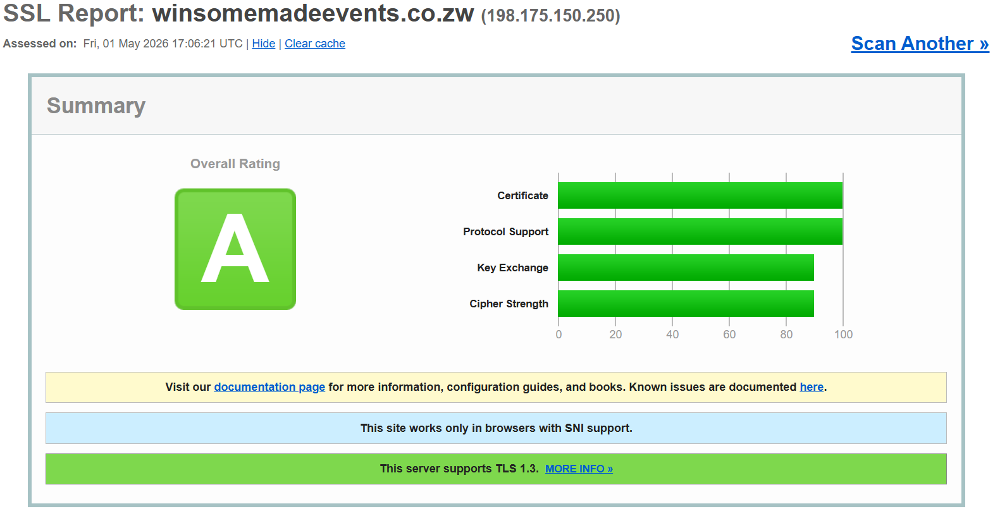 SSL Report: winsomemadeevents.co.zw (198.175.150.250)
Assessed on: Fri, 01 May 2026 17:06:21 UTC | Hide | Clear cache
Scan Another »
Summary
Overall Rating
A
Certificate
Protocol Support
Key Exchange
Cipher Strength
0 20 40 60 80 100
Visit our documentation page for more information, configuration guides, and books. Known issues are documented here.
This site works only in browsers with SNI support.
This server supports TLS 1.3. MORE INFO »